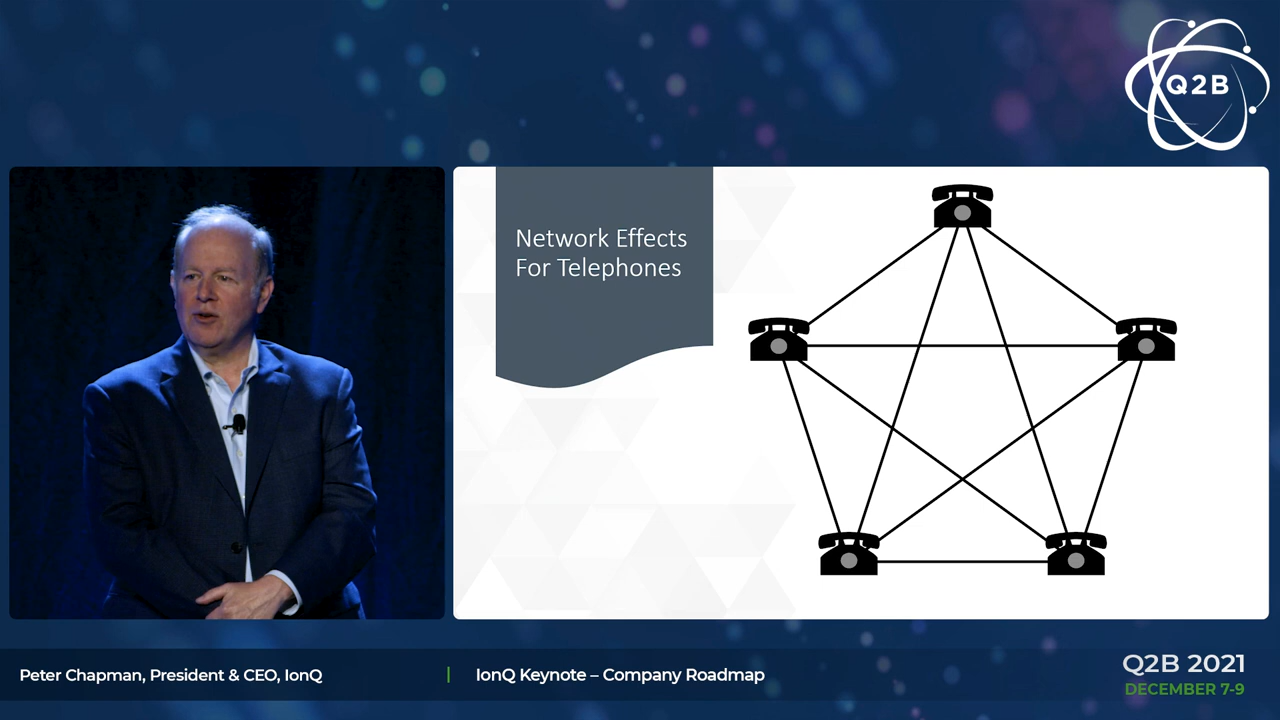 Q2B
Network Effects
For Telephones
Peter Chapman, President & CEO, IonQ
IonQ Keynote – Company Roadmap
Q2B 2021
DECEMBER 7-9